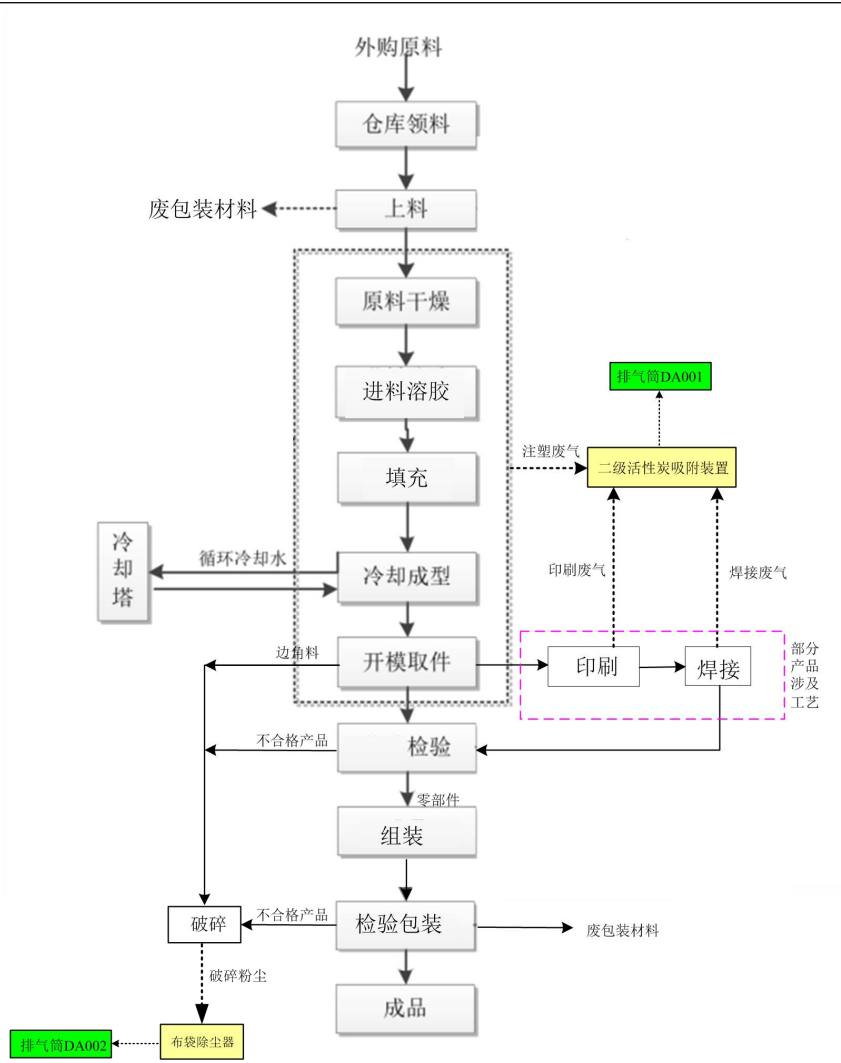 外购原料
仓库领料
上料
废包装材料
原料干燥
进料溶胶
排气筒DA001
填充
注塑废气
二级活性炭吸附装置
冷却塔
循环冷却水
冷却成型
印刷废气
焊接废气
边角料
开模取件
印刷
焊接
部分
产品
涉及
工艺
不合格产品
检验
零部件
组装
破碎
不合格产品
检验包装
废包装材料
破碎粉尘
成品
排气筒DA002
布袋除尘器